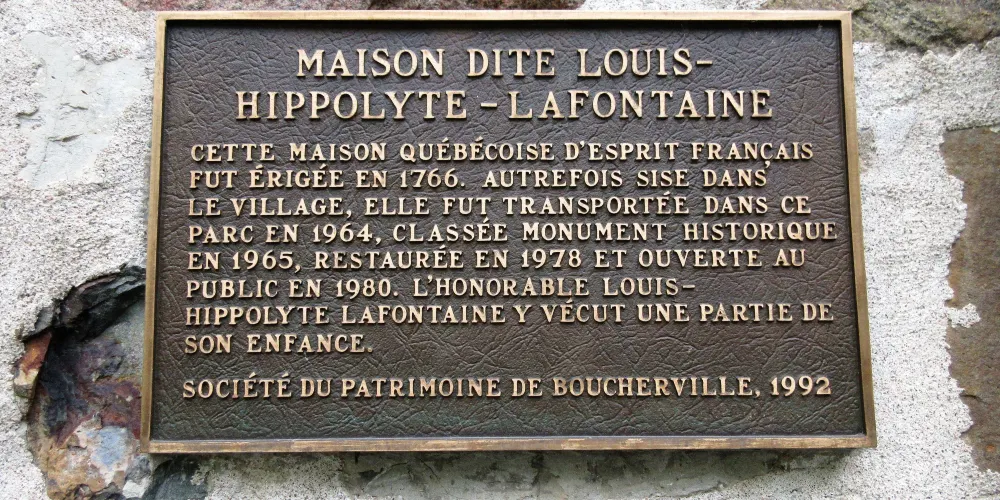 MAISON DITE LOUIS-
HIPPOLYTE-LAFONTAINE
CETTE MAISON QUÉBÉCOISE D'ESPRIT FRANÇAIS
FUT ÉRIGÉE EN 1766. AUTREFOIS SISE DANS
LE VILLAGE, ELLE FUT TRANSPORTÉE DANS CE
PARC EN 1964, CLASSÉE MONUMENT HISTORIQUE
EN 1965, RESTAURÉE EN 1978 ET OUVERTE AU
PUBLIC EN 1980. L'HONORABLE LOUIS-
HIPPOLYTE LAFONTAINE Y VÉCUT UNE PARTIE DE
SON ENFANCE.
SOCIÉTÉ DU PATRIMOINE DE BOUCHERVILLE, 1992